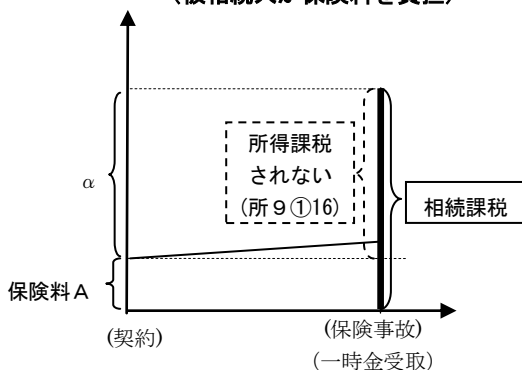 (被相続人が保険料を負担)
所得課税
されない
(所9①16)
α
相続課税
保険料A
(契約)
(保険事故)
(一時金受取)